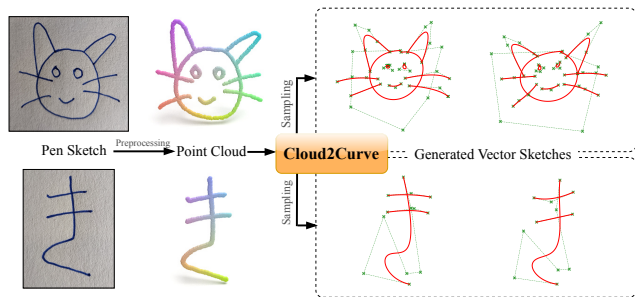 Sampling
Pen Sketch
Preprocessing
Point Cloud
Cloud2Curve
Generated Vector Sketches
Sampling